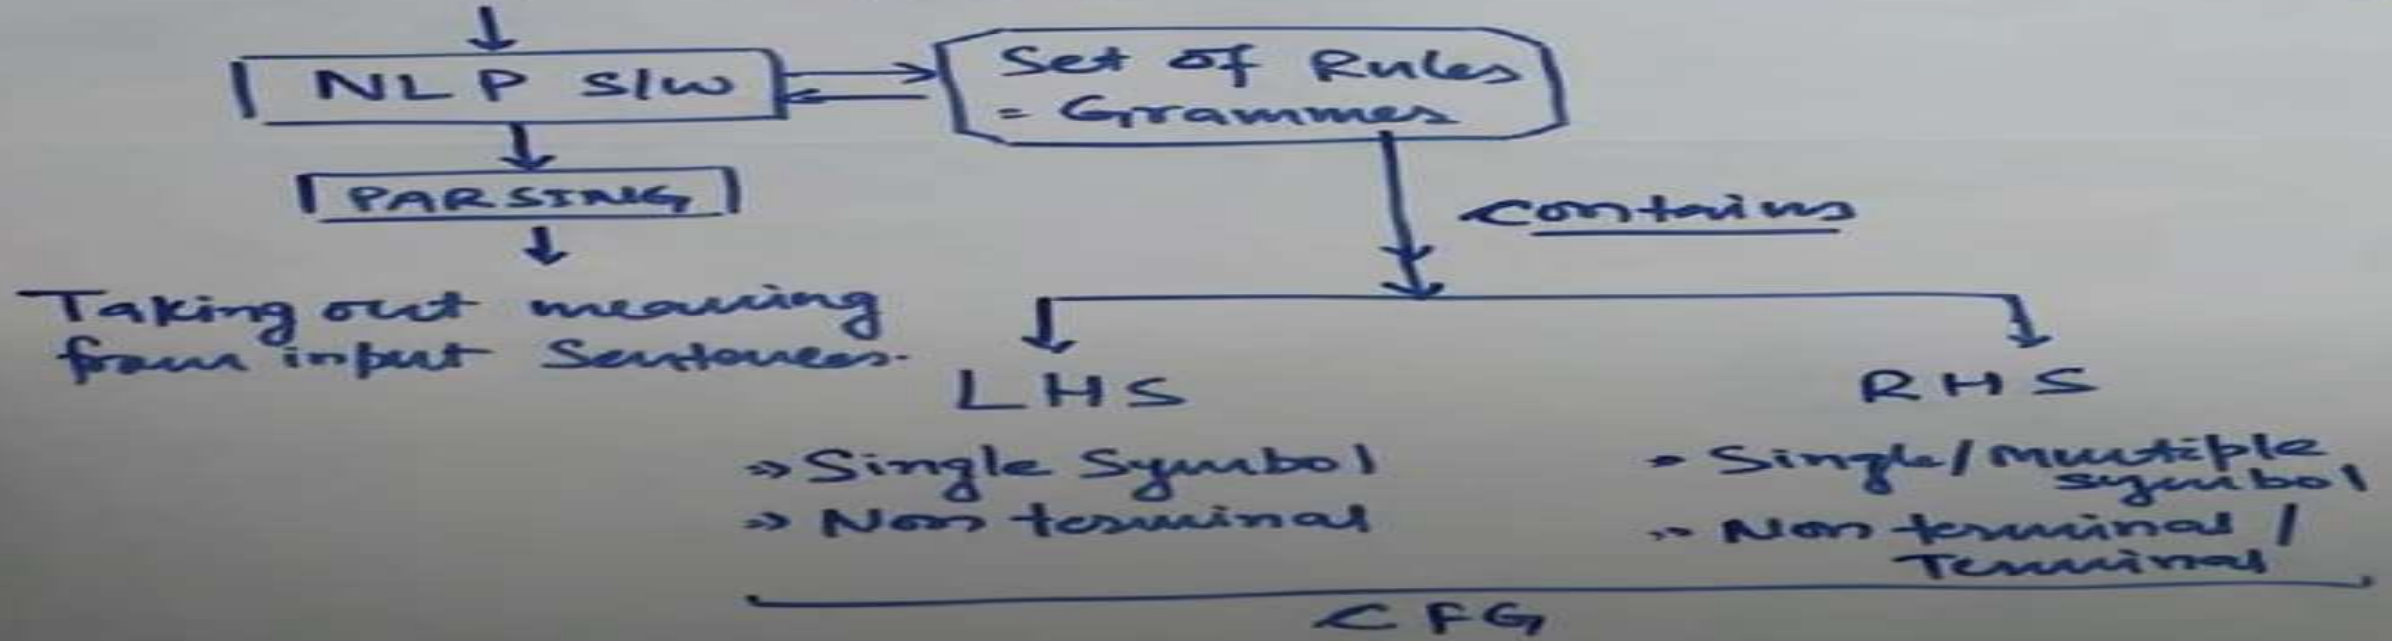 NLP S/W
Set of Rules
= Grammer
PARSING
contains
Taking out meaning
from input Sentences.
LHS
RHS
» Single Symbol
» Non terminal
• Single/multiple
symbol
» Non terminal /
Terminal
CFG